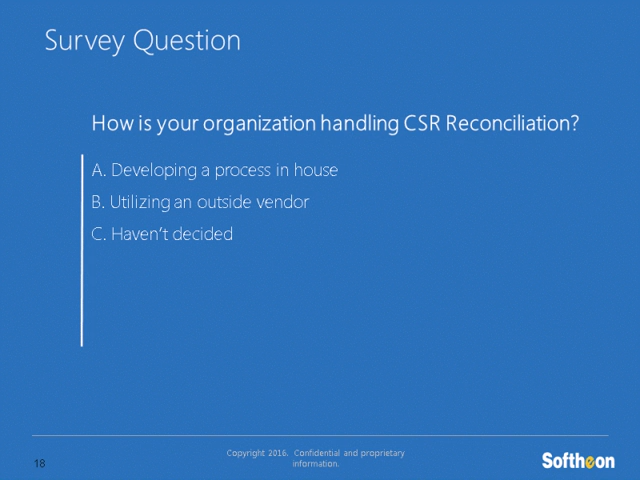 Survey Question
How is your organization handling CSR Reconciliation?
A. Developing a process in house
B. Utilizing an outside vendor
C. Haven't decided
Copyright 2016. Confidential and proprietary
information.
18
Softheon